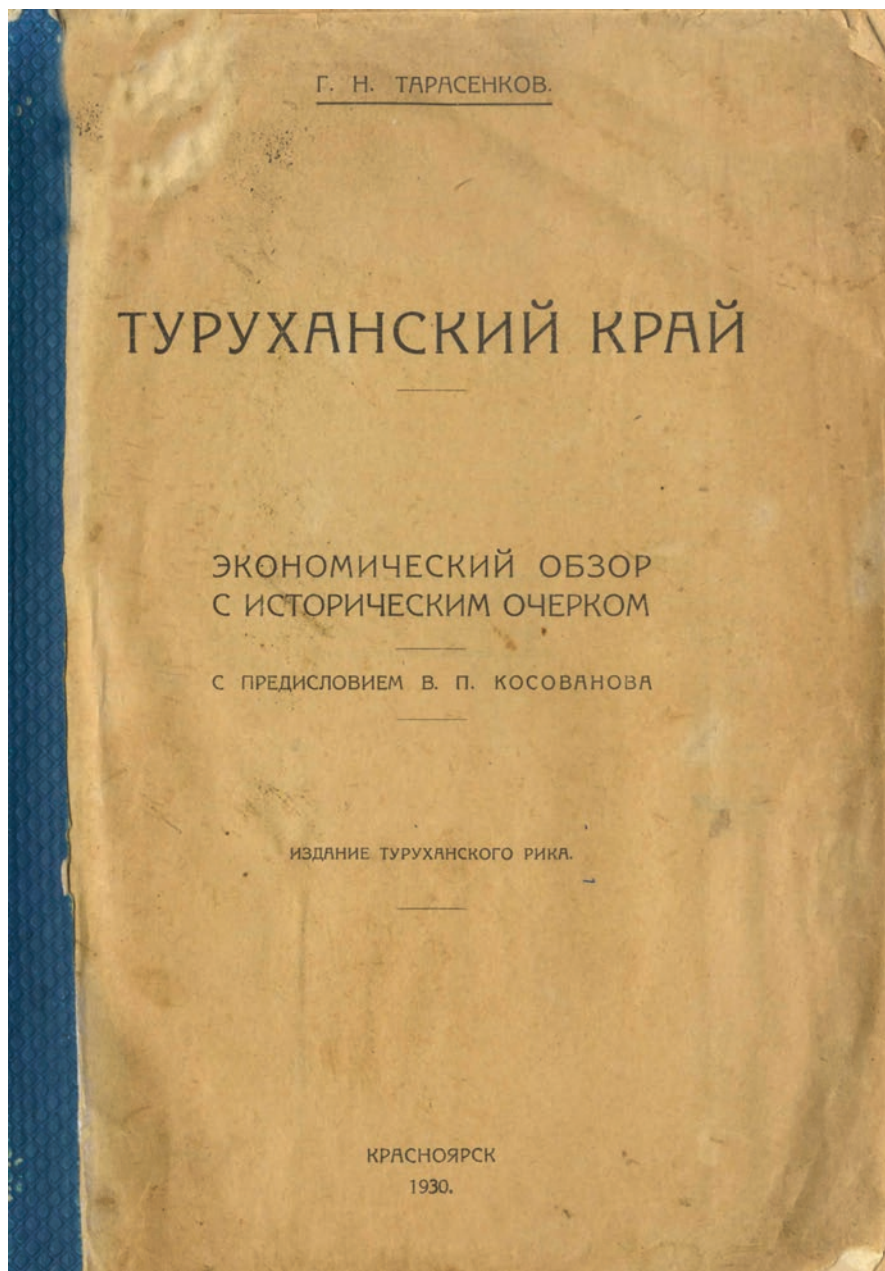 Г. Н. ТАРАСЕНКОВ.
ТУРУХАНСКИЙ КРАЙ
ЭКОНОМИЧЕСКИЙ ОБЗОР
С ИСТОРИЧЕСКИМ ОЧЕРКОМ
С ПРЕДИСЛОВИЕМ В. П. КОСОВАНОВА
ИЗДАНИЕ ТУРУХАНСКОГО РИКА.
КРАСНОЯРСК
1930.